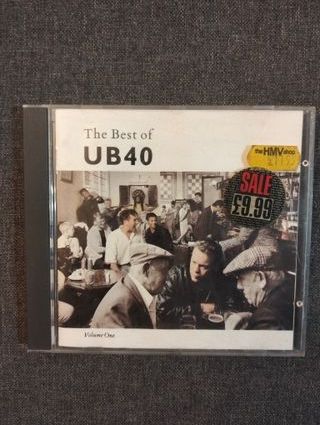 The Best of
UB40
the HMV shop
SALE
£9.99
Volume One